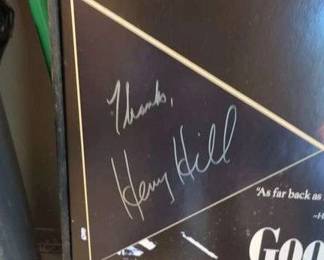 Thanks,
Henry Hill
"As far back as
Goo